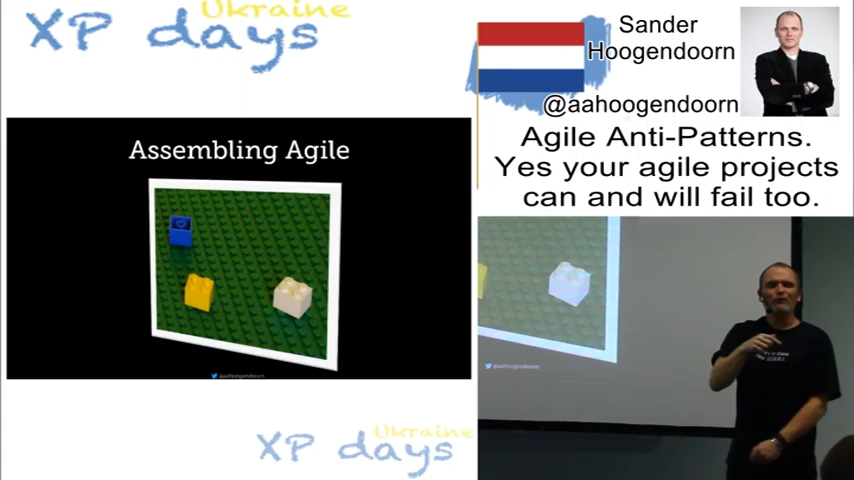 Ukraine
XP days
Sander
Hoogendoorn
@aahoogendoorn
Agile Anti-Patterns.
Yes your agile projects
can and will fail too.
Assembling Agile
@aahoogendoorn
@aahoogendoorn
Ukraine
XP days